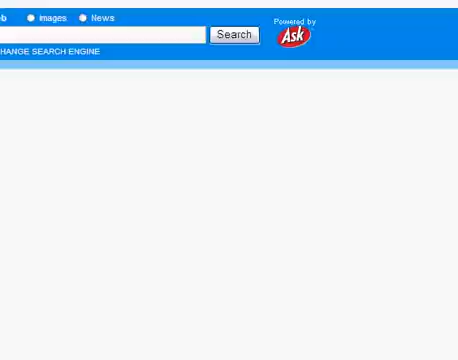 b Images News
Powered by
Search
Ask
HANGE SEARCH ENGINE